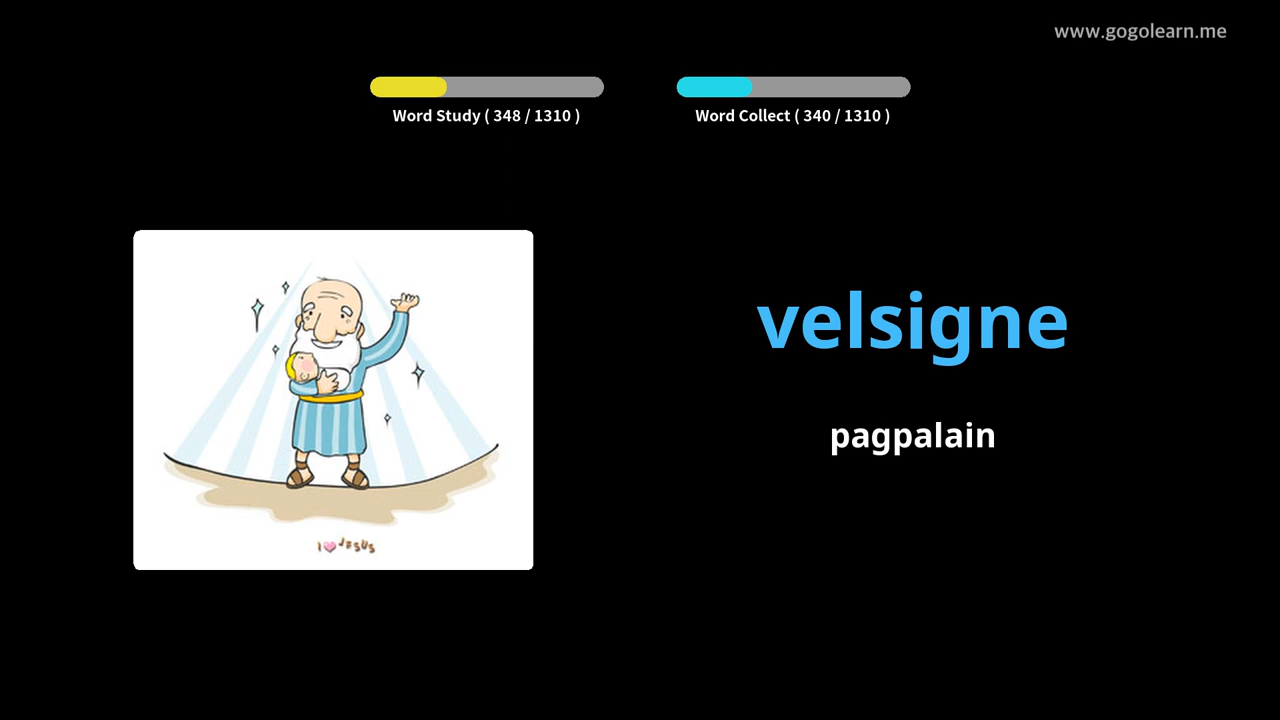 www.gogolearn.me
Word Study ( 348 / 1310 )
Word Collect ( 340 / 1310 )
velsigne
pagpalain
I JESUS